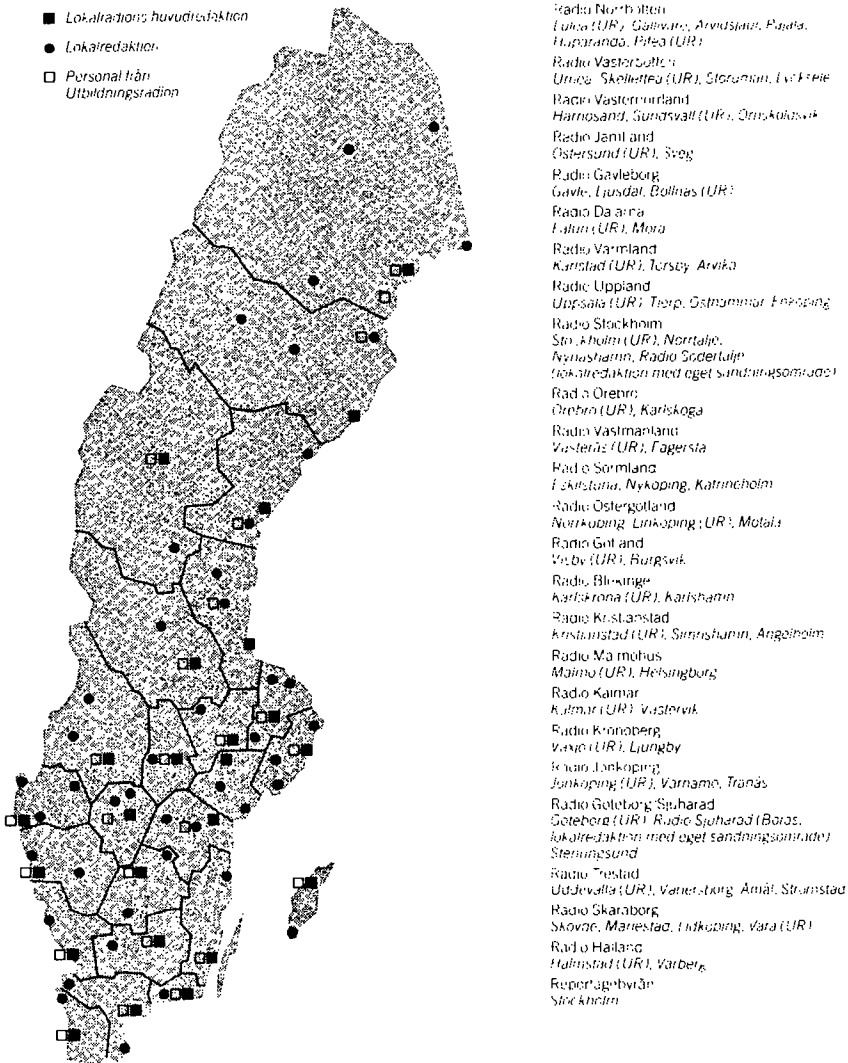 Lokalradions huvudredaktion
Lokalredaktion
Personal från
Utbildningsradion
Radio Norrbotten
Luleå (UR), Gällivare, Arvidsjaur, Pajala,
Haparanda, Piteå (UR)
Radio Västerbotten
Umeå, Skellefteå (UR), Storuman, Lycksele
Radio Västernorrland
Härnösand, Sundsvall (UR), Örnsköldsvik
Radio Jämtland
Östersund (UR), Sveg
Radio Gävleborg
Gävle, Ljusdal, Bollnäs (UR)
Radio Dalarna
Falun (UR), Mora
Radio Värmland
Karlstad (UR), Torsby, Arvika
Radio Uppland
Uppsala (UR), Tierp, Östhammar, Enköping
Radio Stockholm
Stockholm (UR), Norrtälje,
Nynäshamn, Radio Södertälje
(lokalredaktion med eget sändningsområde)
Radio Örebro
Örebro (UR), Karlskoga
Radio Västmanland
Västerås (UR), Fagersta
Radio Sörmland
Eskilstuna, Nyköping, Katrineholm
Radio Östergötland
Norrköping, Linköping (UR), Motala
Radio Gotland
Visby (UR), Burgsvik
Radio Blekinge
Karlskrona (UR), Karlshamn
Radio Kristianstad
Kristianstad (UR), Simrishamn, Ängelholm
Radio Malmöhus
Malmö (UR), Helsingborg
Radio Kalmar
Kalmar (UR), Västervik
Radio Kronoberg
Växjö (UR), Ljungby
Radio Jönköping
Jönköping (UR), Värnamo, Tranås
Radio Göteborg Sjuhärad
Göteborg (UR), Radio Sjuhärad (Borås,
lokalredaktion med eget sändningsområde)
Stenungsund
Radio Trestad
Uddevalla (UR), Vänersborg, Åmål, Strömstad
Radio Skaraborg
Skövde, Mariestad, Lidköping, Vara (UR)
Radio Halland
Halmstad (UR), Varberg
Reportagebyrån
Stockholm